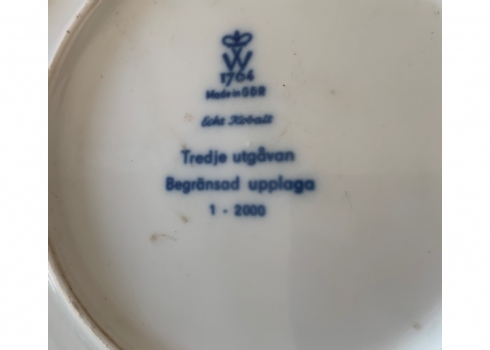 W
1764
Made in GDR
Echt Kobalt
Tredje utgåvan
Begränsad upplaga
1 - 2000